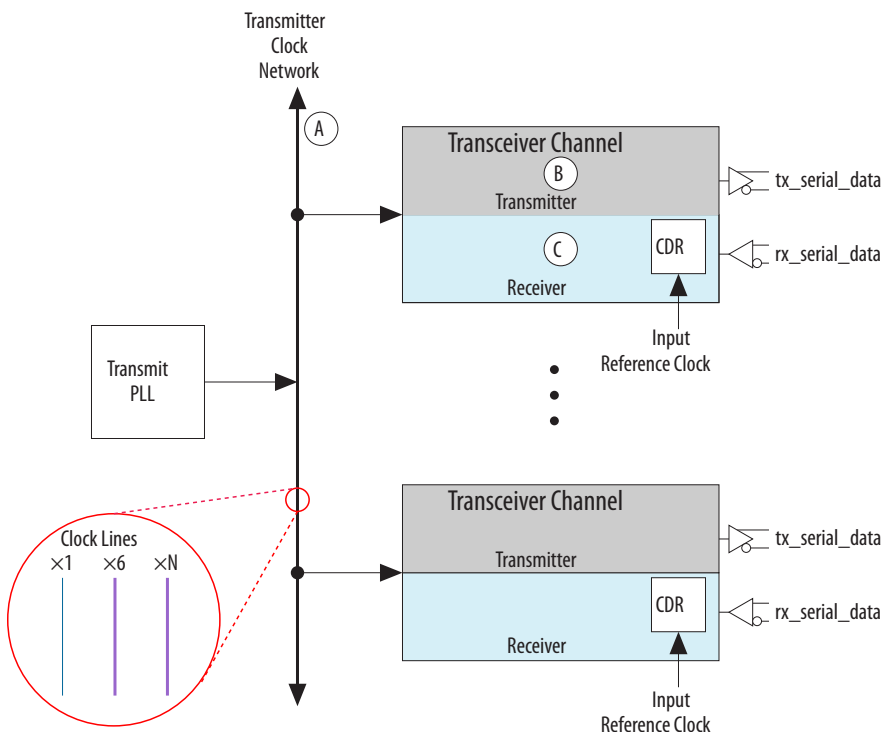 Transmitter
Clock
Network
A
Transceiver Channel
B
Transmitter
tx_serial_data
C
CDR
rx_serial_data
Receiver
Input
Reference Clock
Transmit
PLL
Transceiver Channel
Transmitter
tx_serial_data
CDR
rx_serial_data
Receiver
Input
Reference Clock
Clock Lines
×1 ×6 ×N